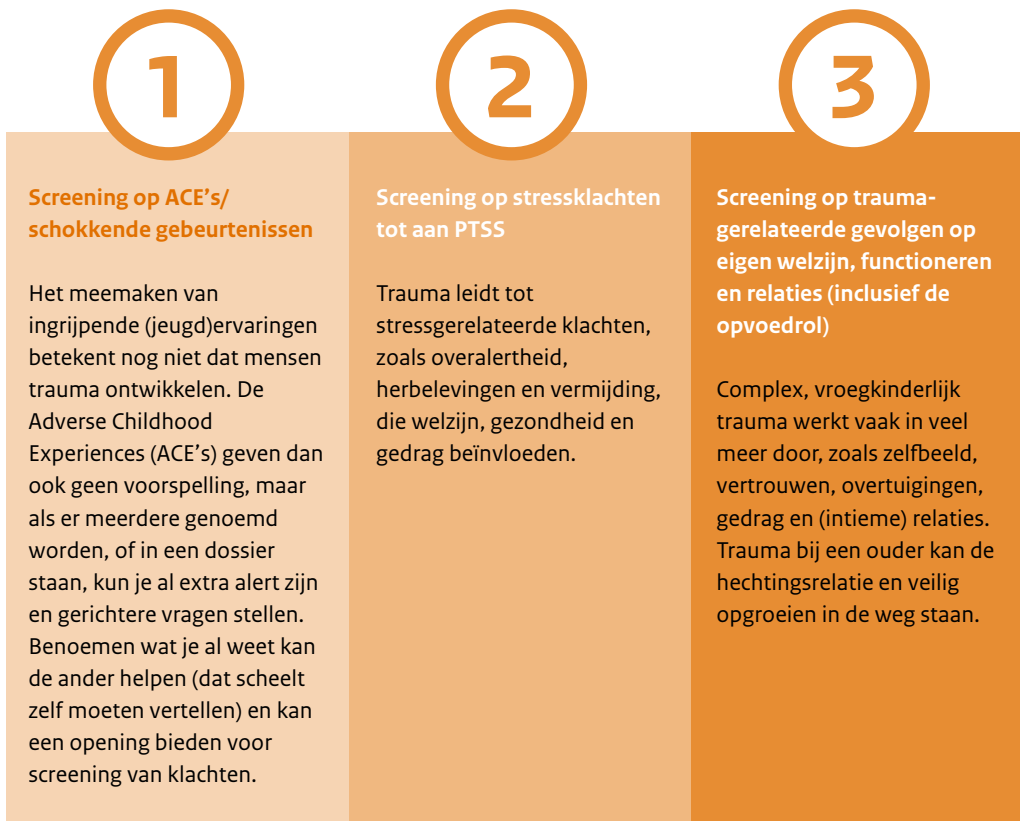 1
Screening op ACE's/
schokkende gebeurtenissen
Het meemaken van
ingrijpende (jeugd)ervaringen
betekent nog niet dat mensen
trauma ontwikkelen. De
Adverse Childhood
Experiences (ACE's) geven dan
ook geen voorspelling, maar
als er meerdere genoemd
worden, of in een dossier
staan, kun je al extra alert zijn
en gerichtere vragen stellen.
Benoemen wat je al weet kan
de ander helpen (dat scheelt
zelf moeten vertellen) en kan
een opening bieden voor
screening van klachten.
2
Screening op stressklachten
tot aan PTSS
Trauma leidt tot
stressgerelateerde klachten,
zoals overalertheid,
herbelevingen en vermijding,
die welzijn, gezondheid en
gedrag beïnvloeden.
3
Screening op trauma-
gerelateerde gevolgen op
eigen welzijn, functioneren
en relaties (inclusief de
opvoedrol)
Complex, vroegkinderlijk
trauma werkt vaak in veel
meer door, zoals zelfbeeld,
vertrouwen, overtuigingen,
gedrag en (intieme) relaties.
Trauma bij een ouder kan de
hechtingsrelatie en veilig
opgroeien in de weg staan.